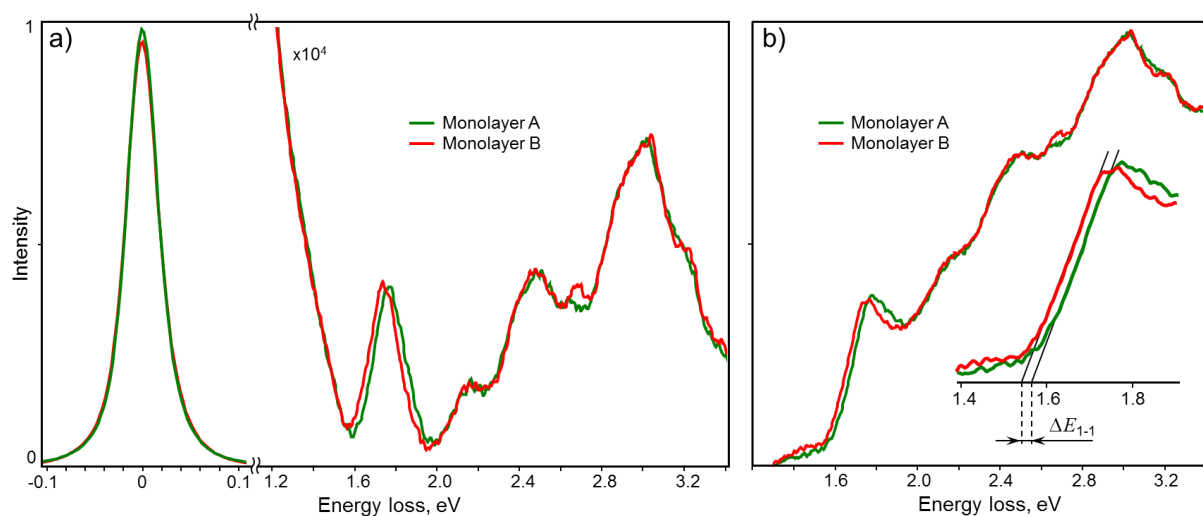 a)
1
Intensity
0
x10⁴
Monolayer A
Monolayer B
-0.1 0 0.1 1.2 1.6 2.0 2.4 2.8 3.2
Energy loss, eV
b)
Monolayer A
Monolayer B
1.4 1.6 1.8
ΔE₁₋₁
1.6 2.0 2.4 2.8 3.2
Energy loss, eV